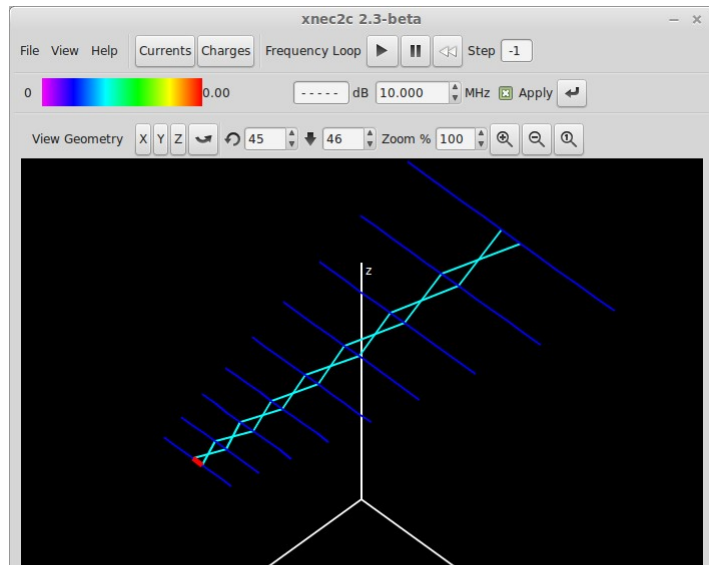 xnec2c 2.3-beta
File View Help Currents Charges Frequency Loop Step -1
0 0.00 ----- dB 10.000 MHz Apply
View Geometry X Y Z 45 46 Zoom % 100
z